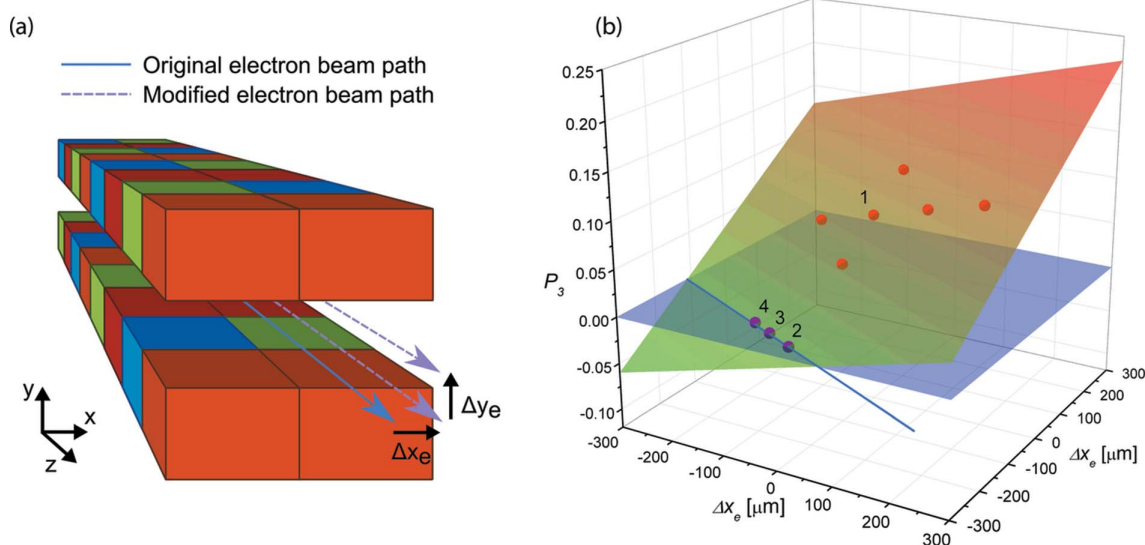 (a)
Original electron beam path
Modified electron beam path
y
x
z
Δyₑ
Δxₑ
(b)
0.25
0.20
0.15
0.10
0.05
0.00
-0.05
-0.10
P₃
1
4
3
2
-300
-200
-100
0
100
200
300
Δxₑ [μm]
300
200
100
0
-100
-200
-300
Δxₑ [μm]